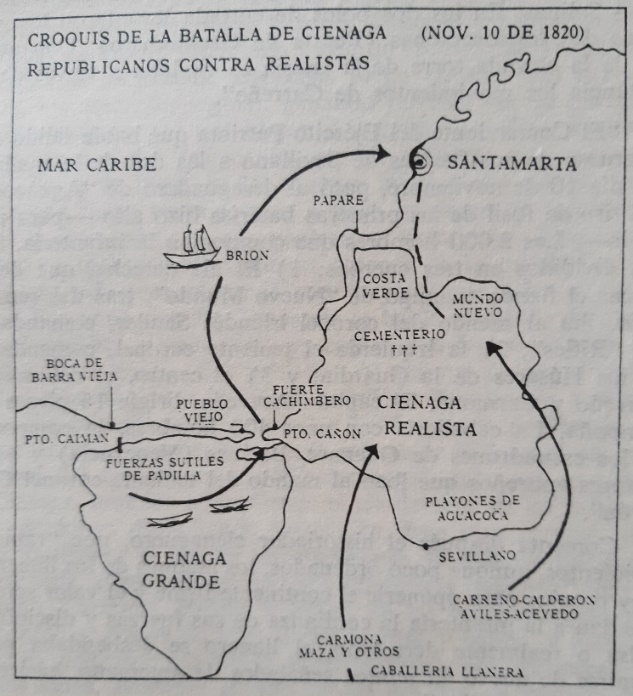 CROQUIS DE LA BATALLA DE CIENAGA (NOV. 10 DE 1820)
REPUBLICANOS CONTRA REALISTAS
MAR CARIBE
SANTAMARTA
PAPARE
BRION
COSTA
VERDE
MUNDO
NUEVO
CEMENTERIO
†††
BOCA DE
BARRA VIEJA
PUEBLO
VIEJO
FUERTE
CACHIMBERO
CIENAGA
REALISTA
PTO. CAIMAN
PTO. CAÑON
FUERZAS SUTILES
DE PADILLA
PLAYONES DE
AGUACOCA
SEVILLANO
CIENAGA
GRANDE
CARREÑO-CALDERON
AVILES-ACEVEDO
CARMONA
MAZA Y OTROS
CABALLERIA LLANERA